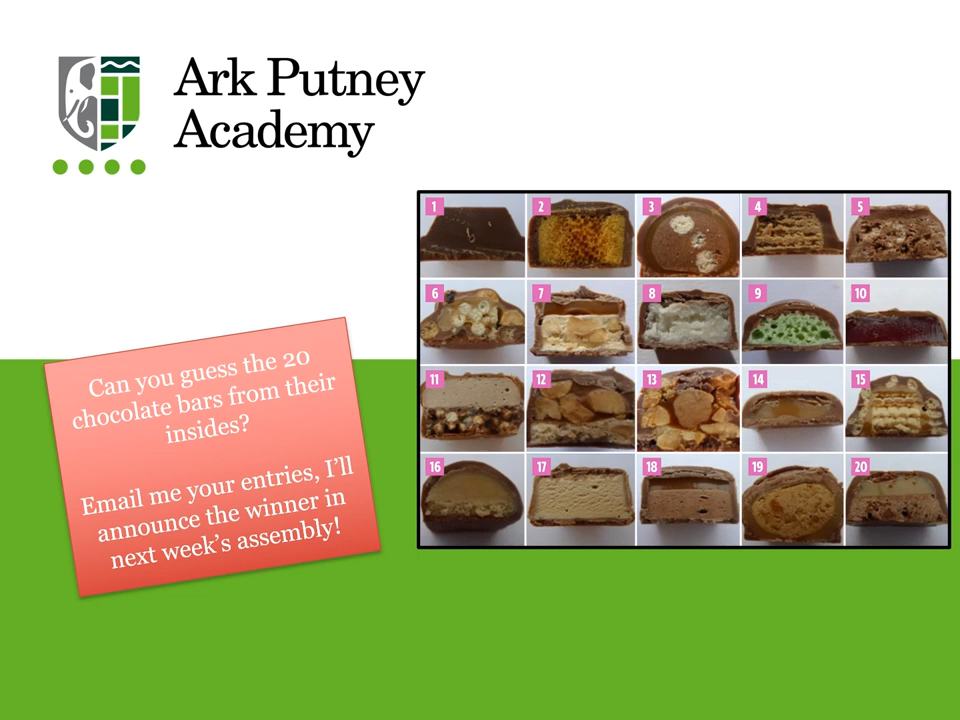 Ark Putney
Academy
Can you guess the 20
chocolate bars from their
insides?
Email me your entries, I'll
announce the winner in
next week's assembly!
1
2
3
4
5
6
7
8
9
10
11
12
13
14
15
16
17
18
19
20